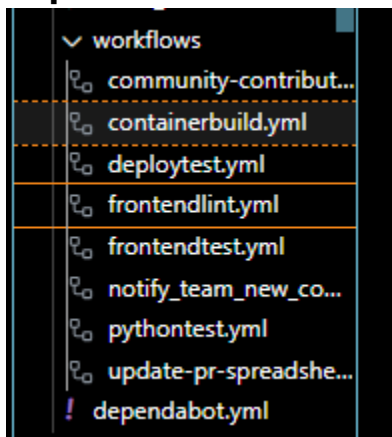 workflows
community-contribut...
containerbuild.yml
deploytest.yml
frontendlint.yml
frontendtest.yml
notify_team_new_co...
pythontest.yml
update-pr-spreadshe...
! dependabot.yml